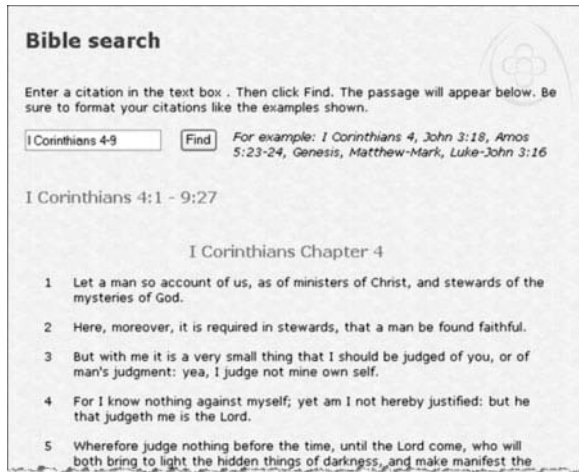 Bible search
Enter a citation in the text box . Then click Find. The passage will appear below. Be
sure to format your citations like the examples shown.
I Corinthians 4-9 Find For example: I Corinthians 4, John 3:18, Amos
5:23-24, Genesis, Matthew-Mark, Luke-John 3:16
I Corinthians 4:1 - 9:27
I Corinthians Chapter 4
1 Let a man so account of us, as of ministers of Christ, and stewards of the
mysteries of God.
2 Here, moreover, it is required in stewards, that a man be found faithful.
3 But with me it is a very small thing that I should be judged of you, or of
man's judgment: yea, I judge not mine own self.
4 For I know nothing against myself; yet am I not hereby justified: but he
that judgeth me is the Lord.
5 Wherefore judge nothing before the time, until the Lord come, who will
both bring to light the hidden things of darkness, and make manifest the